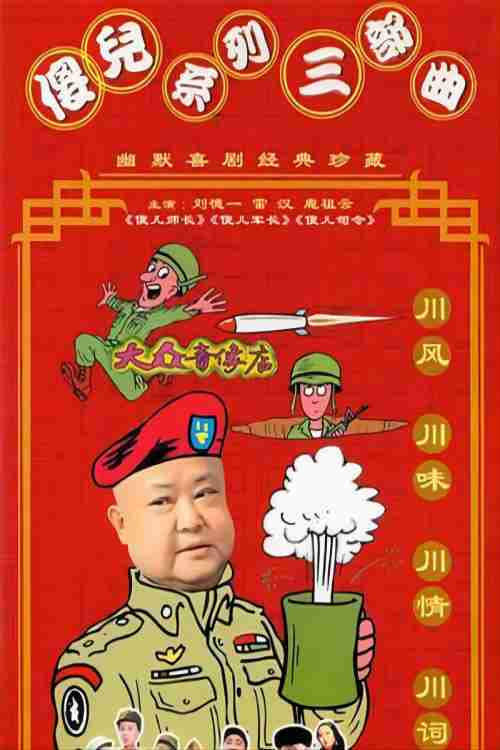 傻兒系列三部曲
幽默喜剧经典珍藏
主演：刘德一 雷汉 庞祖云
《傻儿师长》《傻儿军长》《傻儿司令》
大众音像店
川风
川味
川情
川词